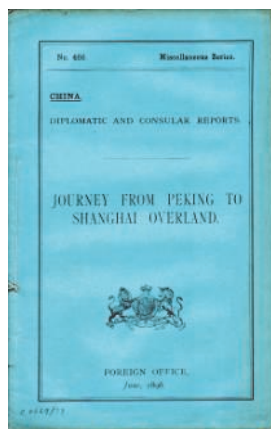 No. 466. Miscellaneous Series.
CHINA.
DIPLOMATIC AND CONSULAR REPORTS.
JOURNEY FROM PEKING TO
SHANGHAI OVERLAND.
FOREIGN OFFICE,
June, 1898